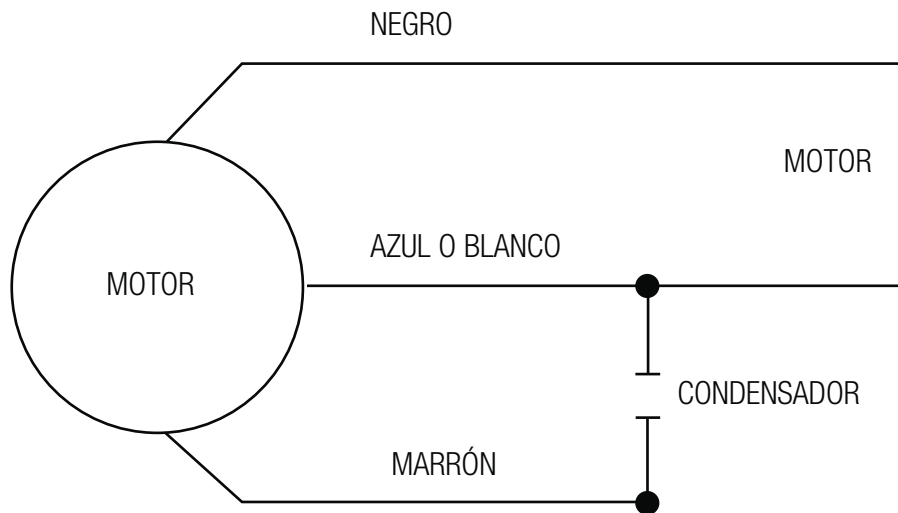 NEGRO
MOTOR
AZUL O BLANCO
MOTOR
CONDENSADOR
MARRÓN